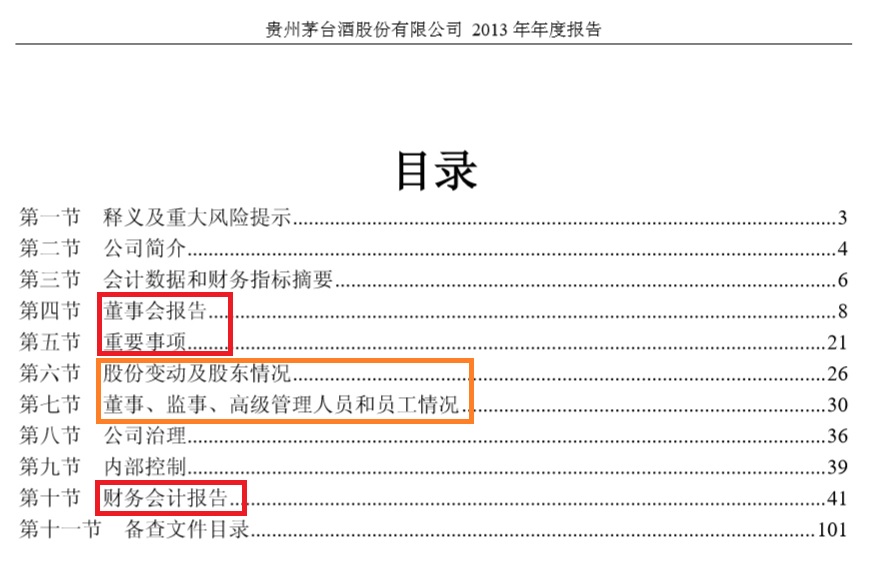 贵州茅台酒股份有限公司 2013 年年度报告
目录
第一节 释义及重大风险提示........3
第二节 公司简介........4
第三节 会计数据和财务指标摘要........6
第四节 董事会报告........8
第五节 重要事项........21
第六节 股份变动及股东情况........26
第七节 董事、监事、高级管理人员和员工情况........30
第八节 公司治理........36
第九节 内部控制........39
第十节 财务会计报告........41
第十一节 备查文件目录........101